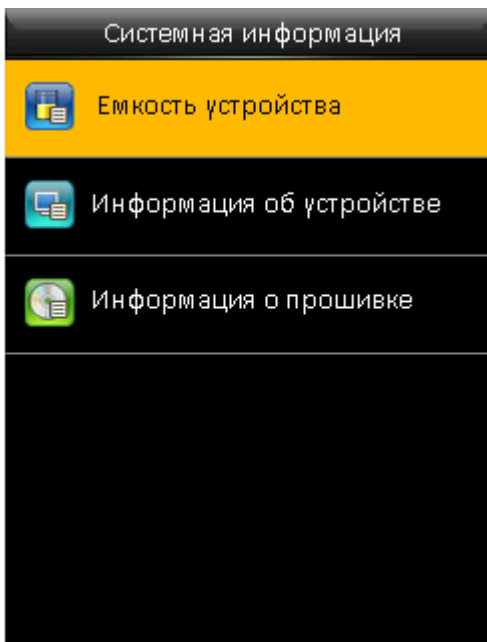 Системная информация
Емкость устройства
Информация об устройстве
Информация о прошивке